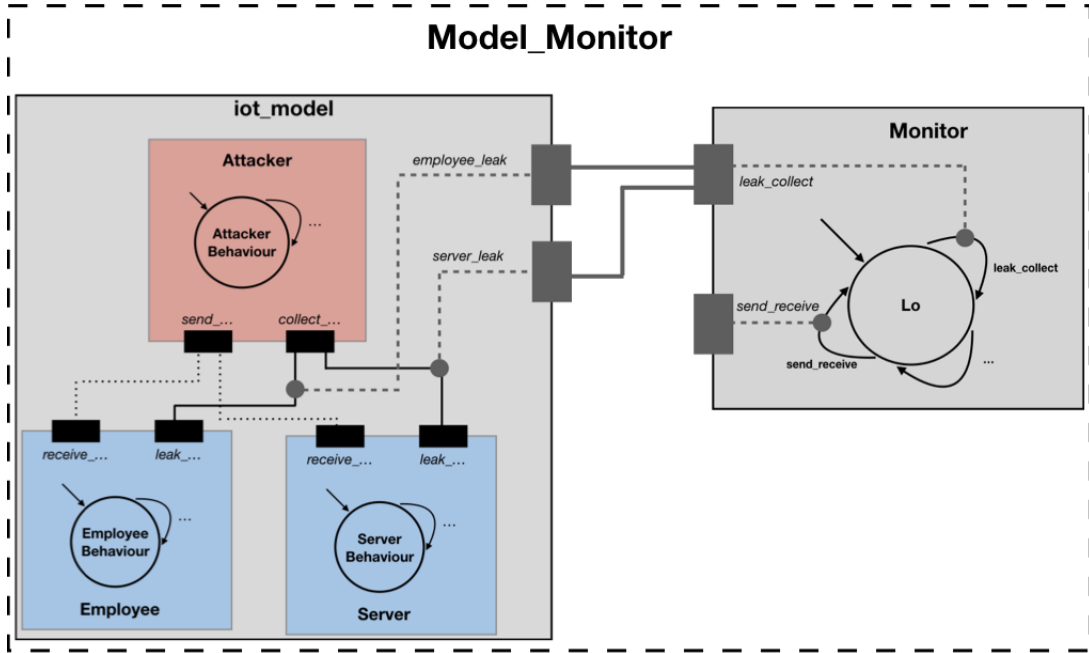 Model_Monitor
iot_model
Attacker
Attacker
Behaviour
...
send_...
collect_...
employee_leak
server_leak
receive_...
leak_...
Employee
Behaviour
...
Employee
receive_...
leak_...
Server
Behaviour
...
Server
Monitor
leak_collect
leak_collect
send_receive
Lo
send_receive
...